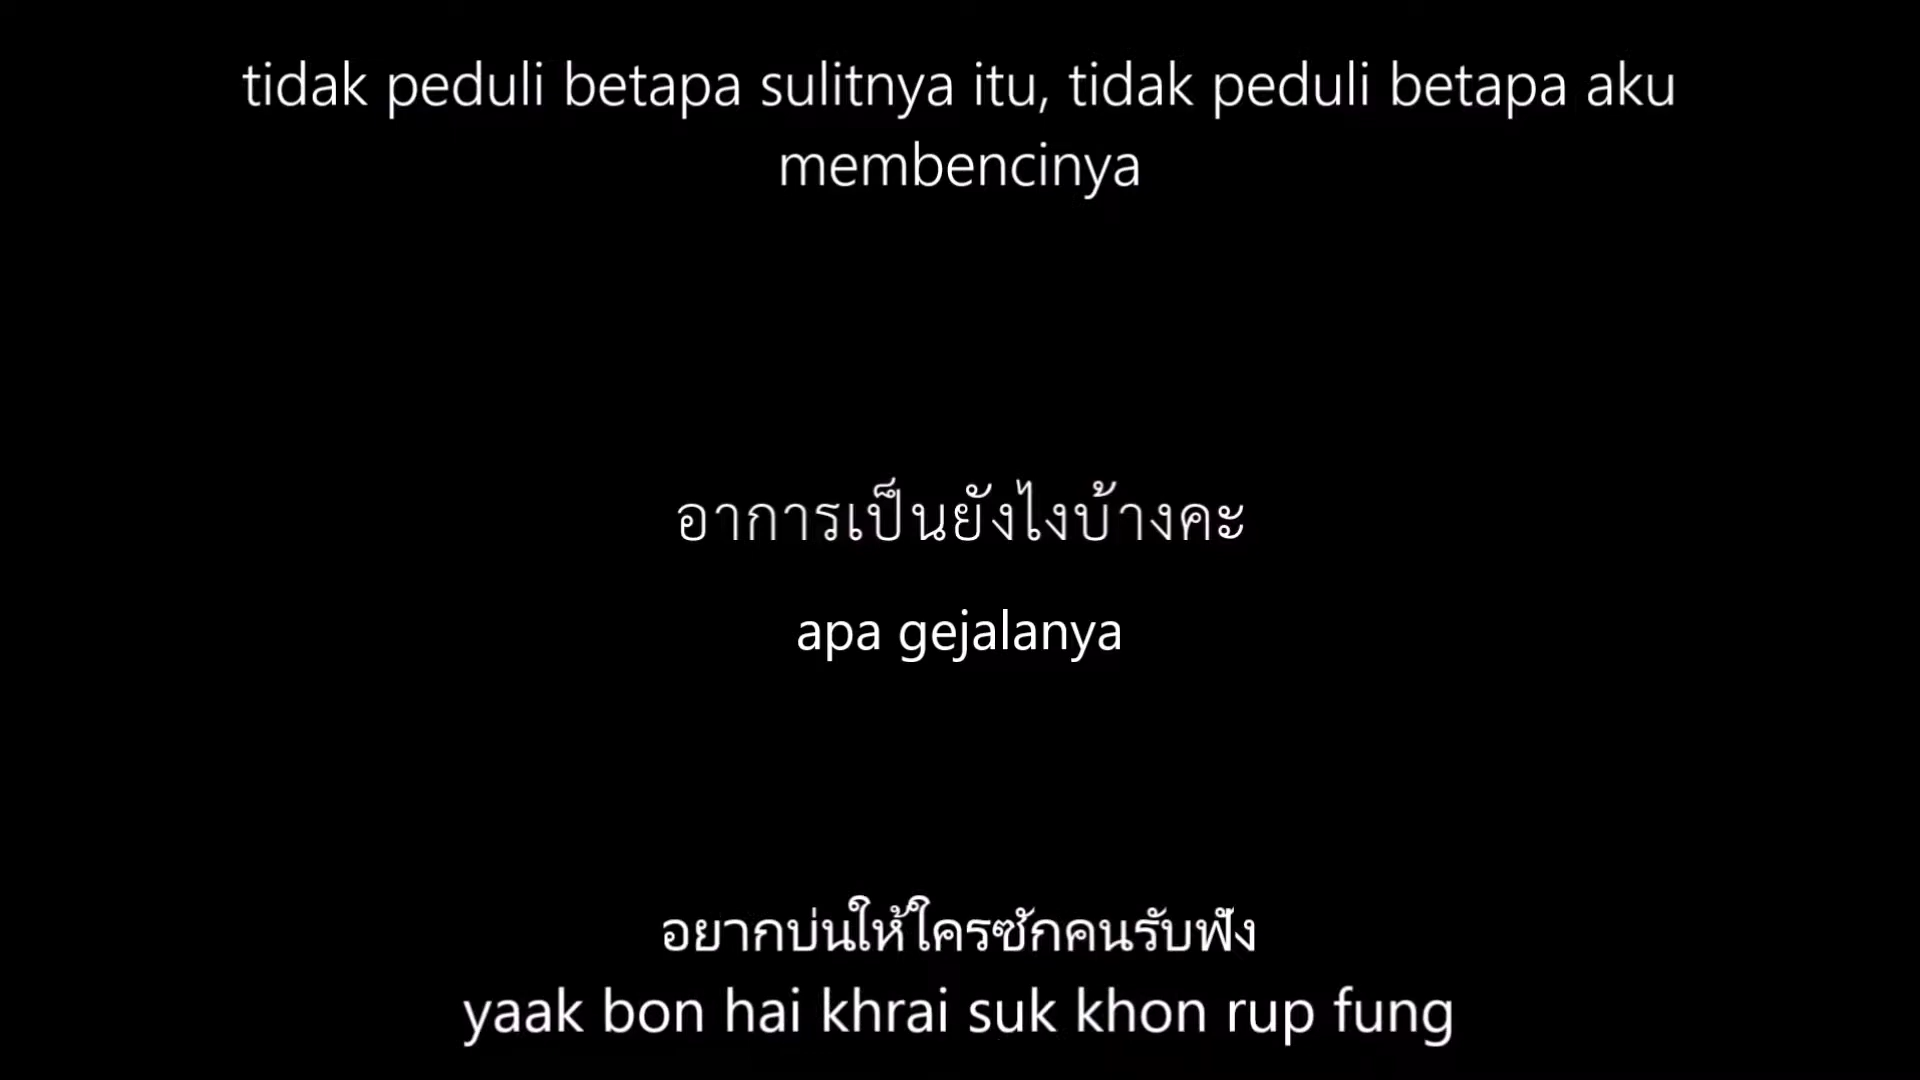 tidak peduli betapa sulitnya itu, tidak peduli betapa aku
membencinya
อาการเป็นยังไงบ้างคะ
apa gejalanya
อยากบ่นให้ใครซักคนรับฟัง
yaak bon hai khrai suk khon rup fung